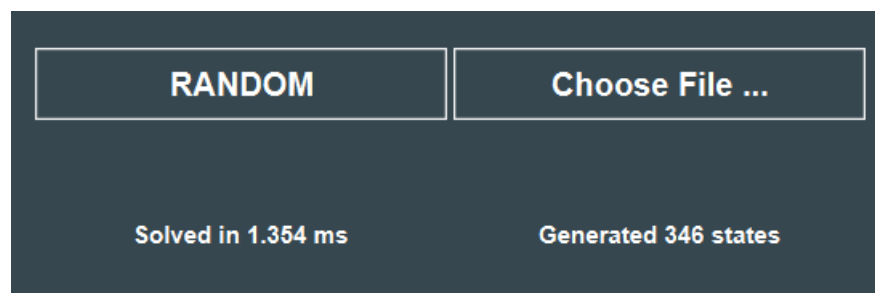 RANDOM
Choose File ...
Solved in 1.354 ms
Generated 346 states